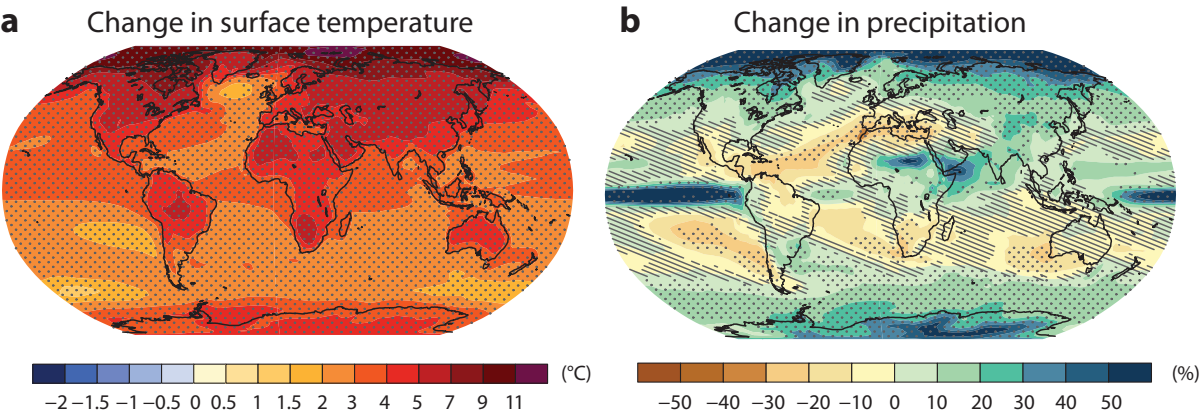 a Change in surface temperature
b Change in precipitation
−2 −1.5 −1 −0.5 0 0.5 1 1.5 2 3 4 5 7 9 11 (°C)
−50 −40 −30 −20 −10 0 10 20 30 40 50 (%)